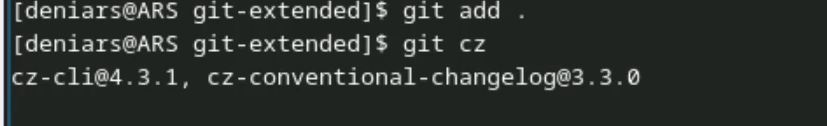 [deniars@ARS git-extended]$ git add .
[deniars@ARS git-extended]$ git cz
cz-cli@4.3.1, cz-conventional-changelog@3.3.0